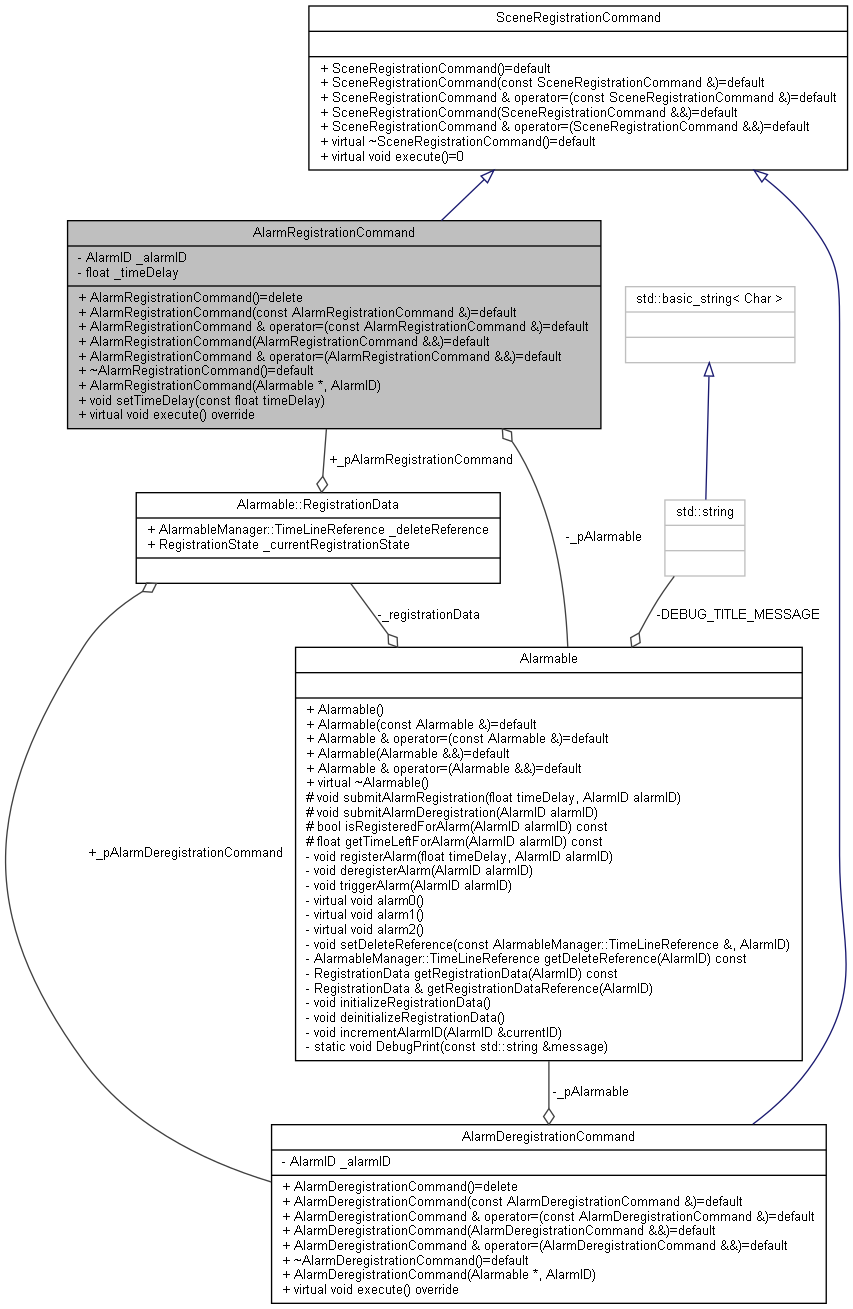 SceneRegistrationCommand
+ SceneRegistrationCommand()=default
+ SceneRegistrationCommand(const SceneRegistrationCommand &)=default
+ SceneRegistrationCommand & operator=(const SceneRegistrationCommand &)=default
+ SceneRegistrationCommand(SceneRegistrationCommand &&)=default
+ SceneRegistrationCommand & operator=(SceneRegistrationCommand &&)=default
+ virtual ~SceneRegistrationCommand()=default
+ virtual void execute()=0
AlarmRegistrationCommand
- AlarmID _alarmID
- float _timeDelay
+ AlarmRegistrationCommand()=delete
+ AlarmRegistrationCommand(const AlarmRegistrationCommand &)=default
+ AlarmRegistrationCommand & operator=(const AlarmRegistrationCommand &)=default
+ AlarmRegistrationCommand(AlarmRegistrationCommand &&)=default
+ AlarmRegistrationCommand & operator=(AlarmRegistrationCommand &&)=default
+ ~AlarmRegistrationCommand()=default
+ AlarmRegistrationCommand(Alarmable *, AlarmID)
+ void setTimeDelay(const float timeDelay)
+ virtual void execute() override
std::basic_string< Char >
+_pAlarmRegistrationCommand
Alarmable::RegistrationData
+ AlarmableManager::TimeLineReference _deleteReference
+ RegistrationState _currentRegistrationState
std::string
-_pAlarmable
-_registrationData
-DEBUG_TITLE_MESSAGE
Alarmable
+ Alarmable()
+ Alarmable(const Alarmable &)=default
+ Alarmable & operator=(const Alarmable &)=default
+ Alarmable(Alarmable &&)=default
+ Alarmable & operator=(Alarmable &&)=default
+ virtual ~Alarmable()
# void submitAlarmRegistration(float timeDelay, AlarmID alarmID)
# void submitAlarmDeregistration(AlarmID alarmID)
# bool isRegisteredForAlarm(AlarmID alarmID) const
# float getTimeLeftForAlarm(AlarmID alarmID) const
- void registerAlarm(float timeDelay, AlarmID alarmID)
- void deregisterAlarm(AlarmID alarmID)
- void triggerAlarm(AlarmID alarmID)
- virtual void alarm0()
- virtual void alarm1()
- virtual void alarm2()
- void setDeleteReference(const AlarmableManager::TimeLineReference &, AlarmID)
- AlarmableManager::TimeLineReference getDeleteReference(AlarmID) const
- RegistrationData getRegistrationData(AlarmID) const
- RegistrationData & getRegistrationDataReference(AlarmID)
- void initializeRegistrationData()
- void deinitializeRegistrationData()
- void incrementAlarmID(AlarmID &currentID)
- static void DebugPrint(const std::string &message)
+_pAlarmDeregistrationCommand
-_pAlarmable
AlarmDeregistrationCommand
- AlarmID _alarmID
+ AlarmDeregistrationCommand()=delete
+ AlarmDeregistrationCommand(const AlarmDeregistrationCommand &)=default
+ AlarmDeregistrationCommand & operator=(const AlarmDeregistrationCommand &)=default
+ AlarmDeregistrationCommand(AlarmDeregistrationCommand &&)=default
+ AlarmDeregistrationCommand & operator=(AlarmDeregistrationCommand &&)=default
+ ~AlarmDeregistrationCommand()=default
+ AlarmDeregistrationCommand(Alarmable *, AlarmID)
+ virtual void execute() override